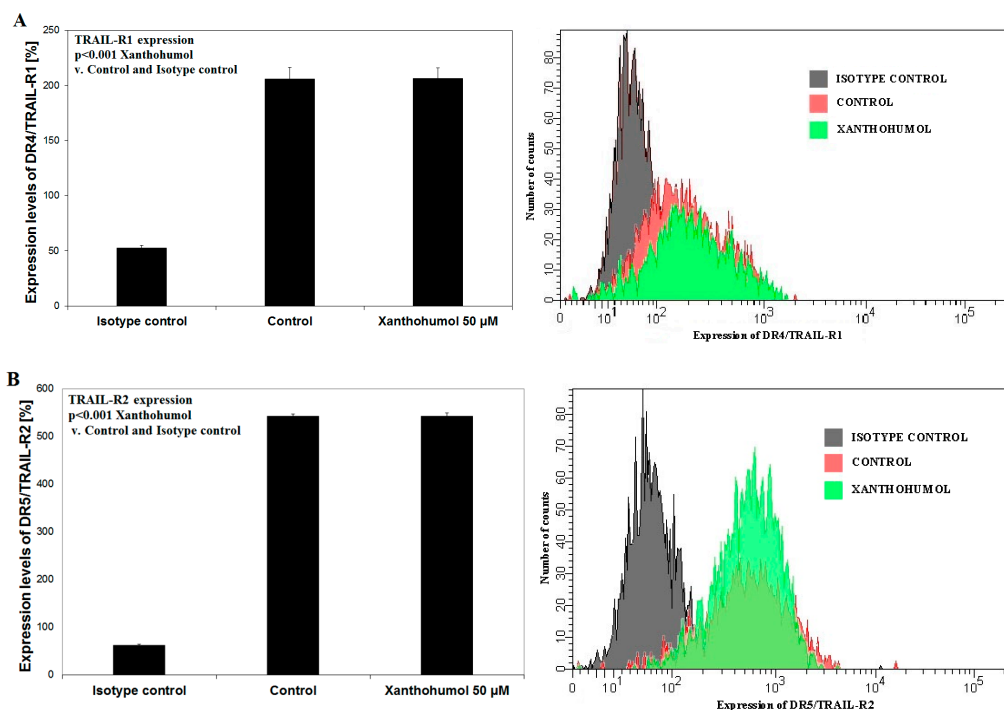 A
Expression levels of DR4/TRAIL-R1 [%]
250
200
150
100
50
0
TRAIL-R1 expression
p<0.001 Xanthohumol
v. Control and Isotype control
Isotype control Control Xanthohumol 50 µM
Number of counts
0 10 20 30 40 50 60 70 80
ISOTYPE CONTROL
CONTROL
XANTHOHUMOL
0 10¹ 10² 10³ 10⁴ 10⁵
Expression of DR4/TRAIL-R1
B
Expression levels of DR5/TRAIL-R2 [%]
600
500
400
300
200
100
0
TRAIL-R2 expression
p<0.001 Xanthohumol
v. Control and Isotype control
Isotype control Control Xanthohumol 50 µM
Number of counts
0 10 20 30 40 50 60 70 80
ISOTYPE CONTROL
CONTROL
XANTHOHUMOL
0 10¹ 10² 10³ 10⁴ 10⁵
Expression of DR5/TRAIL-R2